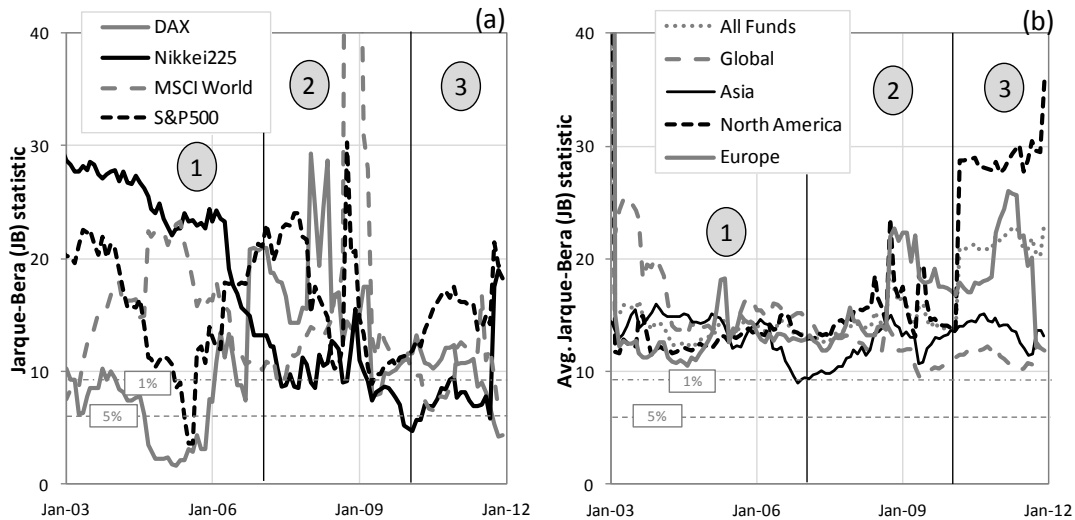 (a)
DAX
Nikkei225
MSCI World
S&P500
Jarque-Bera (JB) statistic
40
30
20
10
0
1
2
3
1%
5%
Jan-03
Jan-06
Jan-09
Jan-12
(b)
All Funds
Global
Asia
North America
Europe
Avg. Jarque-Bera (JB) statistic
40
30
20
10
0
1
2
3
1%
5%
Jan-03
Jan-06
Jan-09
Jan-12